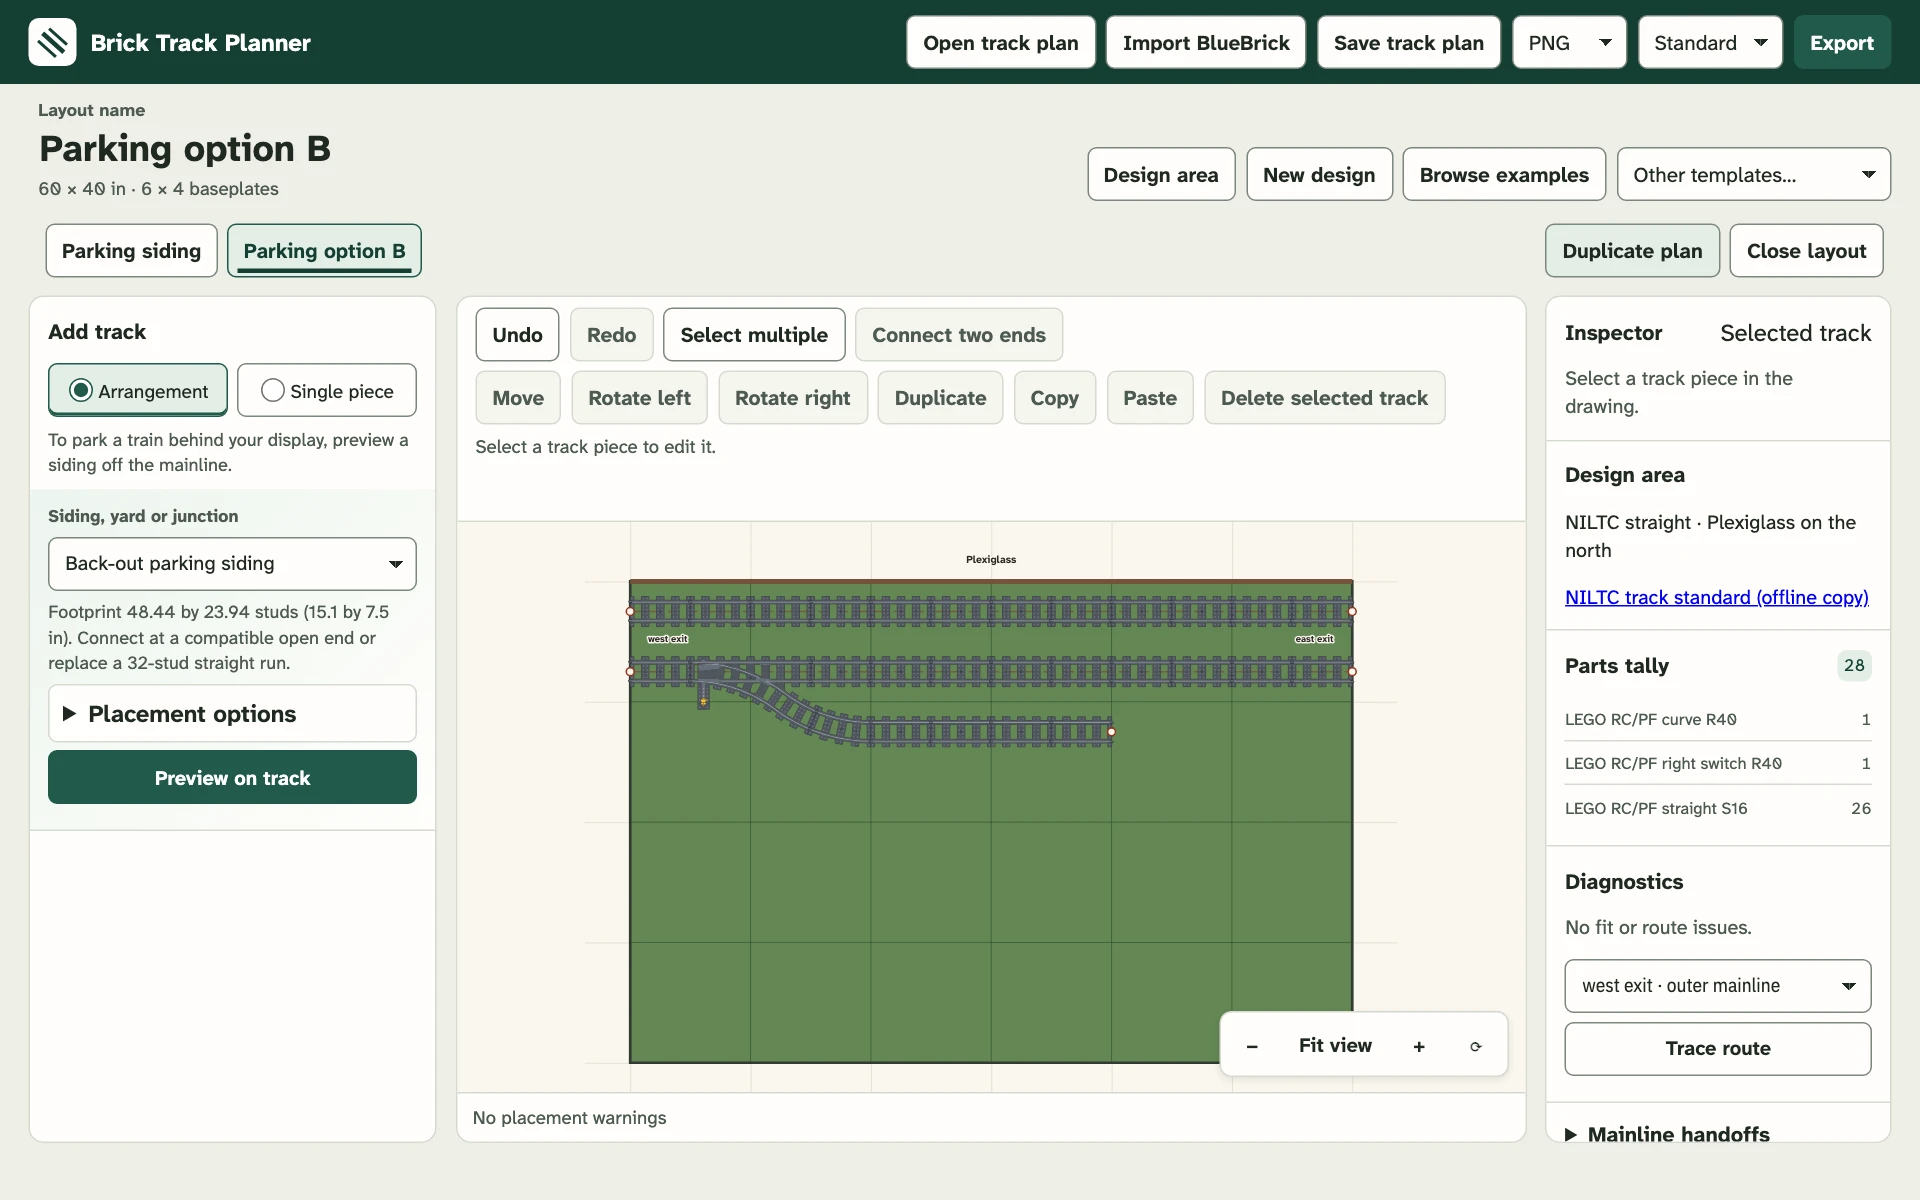 Brick Track Planner
Open track plan
Import BlueBrick
Save track plan
PNG
Standard
Export
Layout name
Parking option B
60 × 40 in · 6 × 4 baseplates
Design area
New design
Browse examples
Other templates...
Parking siding
Parking option B
Duplicate plan
Close layout
Add track
Arrangement
Single piece
To park a train behind your display, preview a
siding off the mainline.
Siding, yard or junction
Back-out parking siding
Footprint 48.44 by 23.94 studs (15.1 by 7.5
in). Connect at a compatible open end or
replace a 32-stud straight run.
Placement options
Preview on track
Undo
Redo
Select multiple
Connect two ends
Move
Rotate left
Rotate right
Duplicate
Copy
Paste
Delete selected track
Select a track piece to edit it.
Plexiglass
west exit
east exit
− Fit view +
No placement warnings
Inspector
Selected track
Select a track piece in the
drawing.
Design area
NILTC straight · Plexiglass on the
north
NILTC track standard (offline copy)
Parts tally 28
LEGO RC/PF curve R40 1
LEGO RC/PF right switch R40 1
LEGO RC/PF straight S16 26
Diagnostics
No fit or route issues.
west exit · outer mainline
Trace route
Mainline handoffs